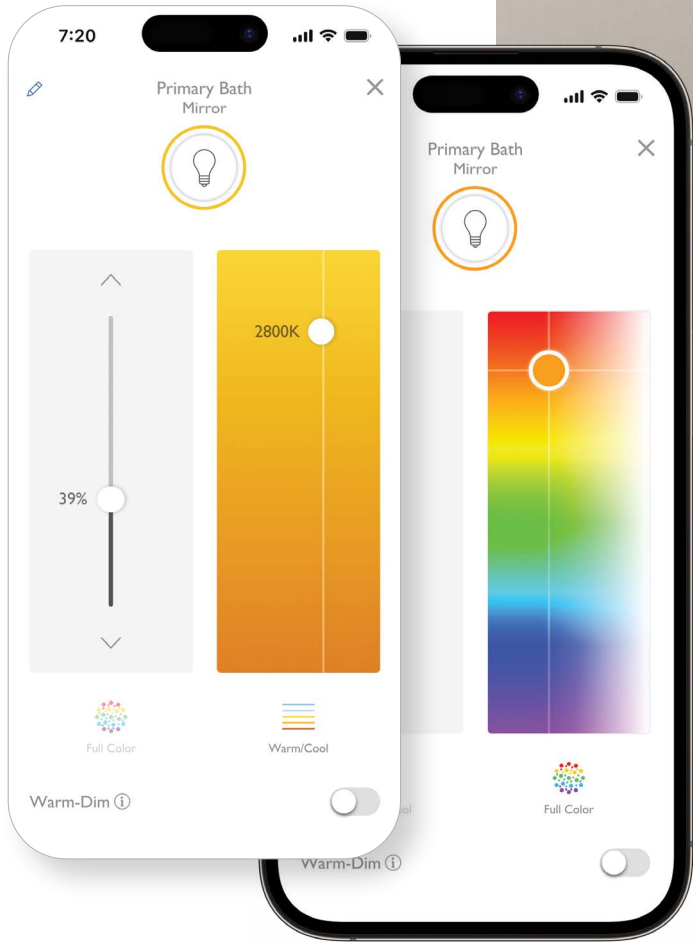 7:20
Primary Bath
Mirror
2800K
39%
Full Color
Warm/Cool
Warm-Dim
Primary Bath
Mirror
Full Color
Warm-Dim